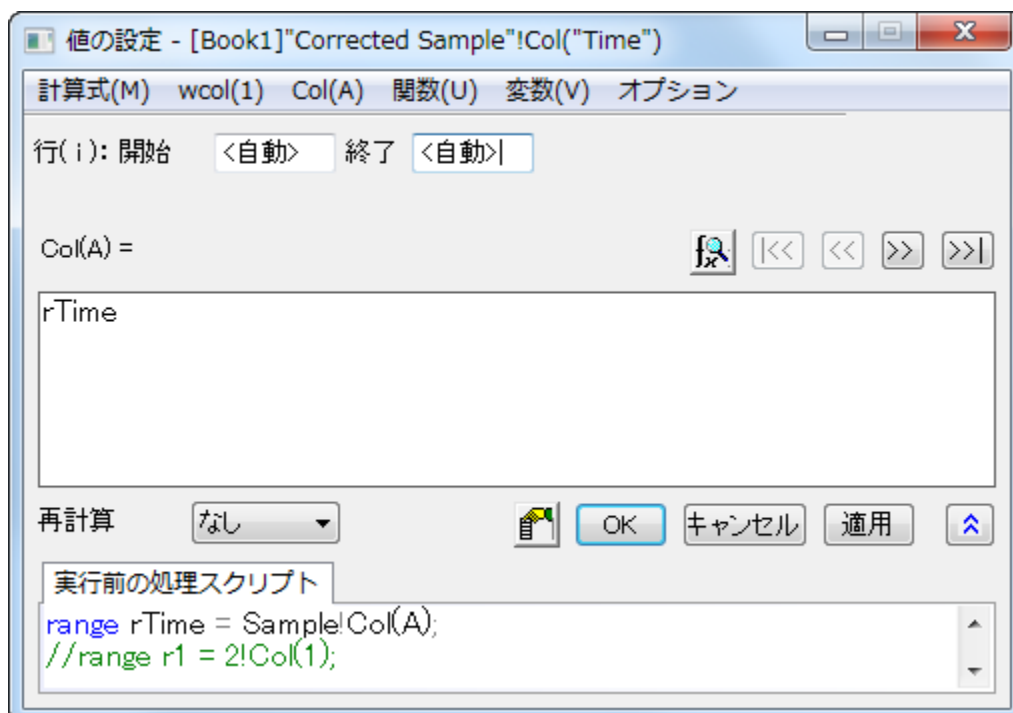 値の設定 - [Book1]"Corrected Sample"!Col("Time")
計算式(M) wcol(1) Col(A) 関数(U) 変数(V) オプション
行(i): 開始 <自動> 終了 <自動>
Col(A) =
|<< << >> >>|
rTime
再計算 なし OK キャンセル 適用
実行前の処理スクリプト
range rTime = Sample!Col(A);
//range r1 = 2!Col(1);